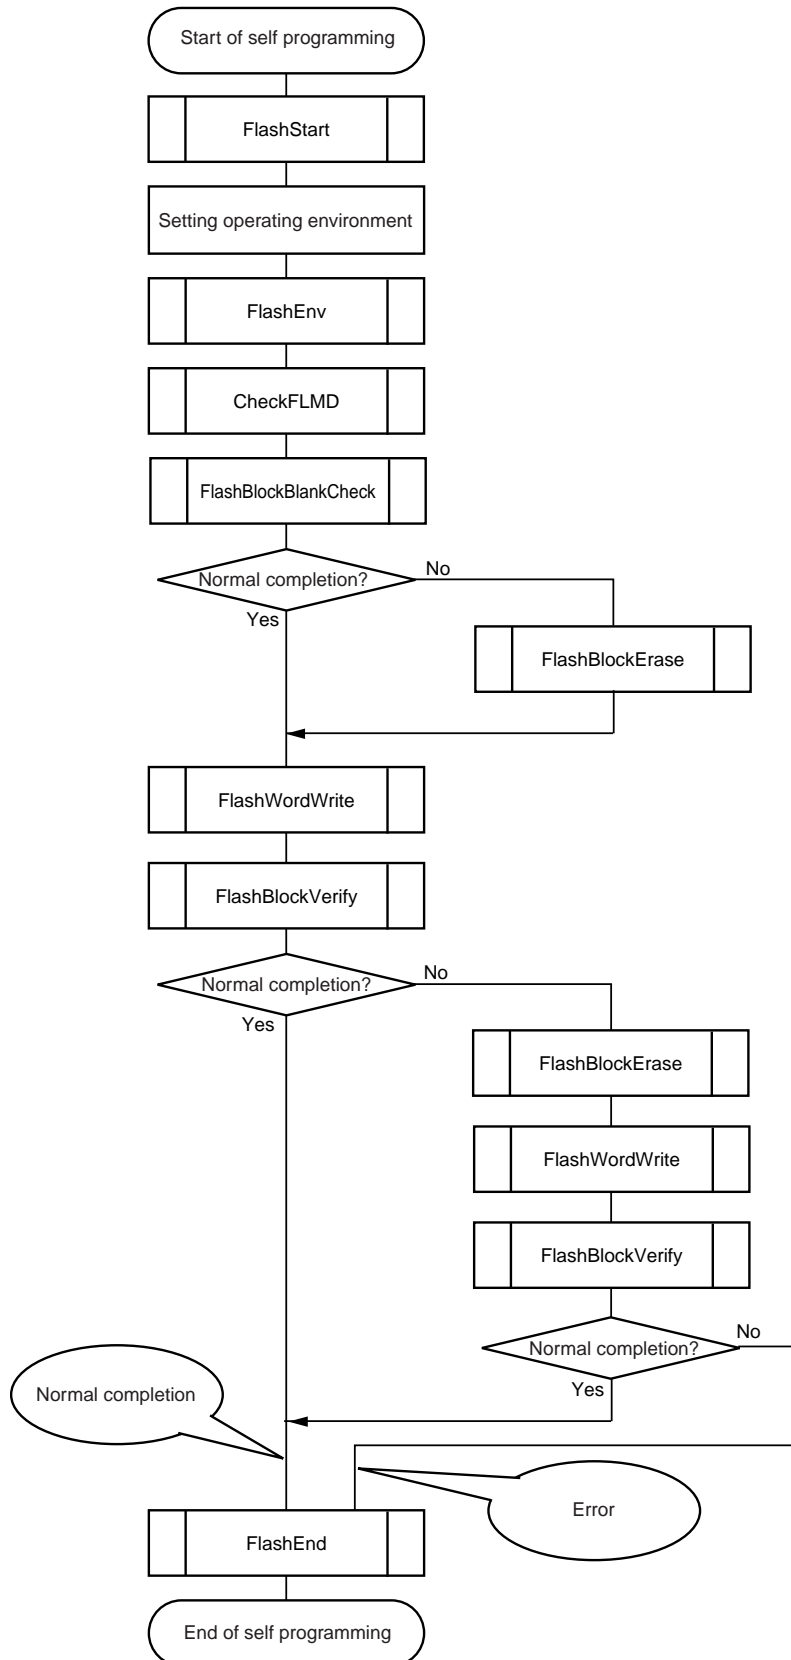 Start of self programming
FlashStart
Setting operating environment
FlashEnv
CheckFLMD
FlashBlockBlankCheck
Normal completion?
No
Yes
FlashBlockErase
FlashWordWrite
FlashBlockVerify
Normal completion?
No
Yes
FlashBlockErase
FlashWordWrite
FlashBlockVerify
Normal completion?
No
Yes
Normal completion
Error
FlashEnd
End of self programming